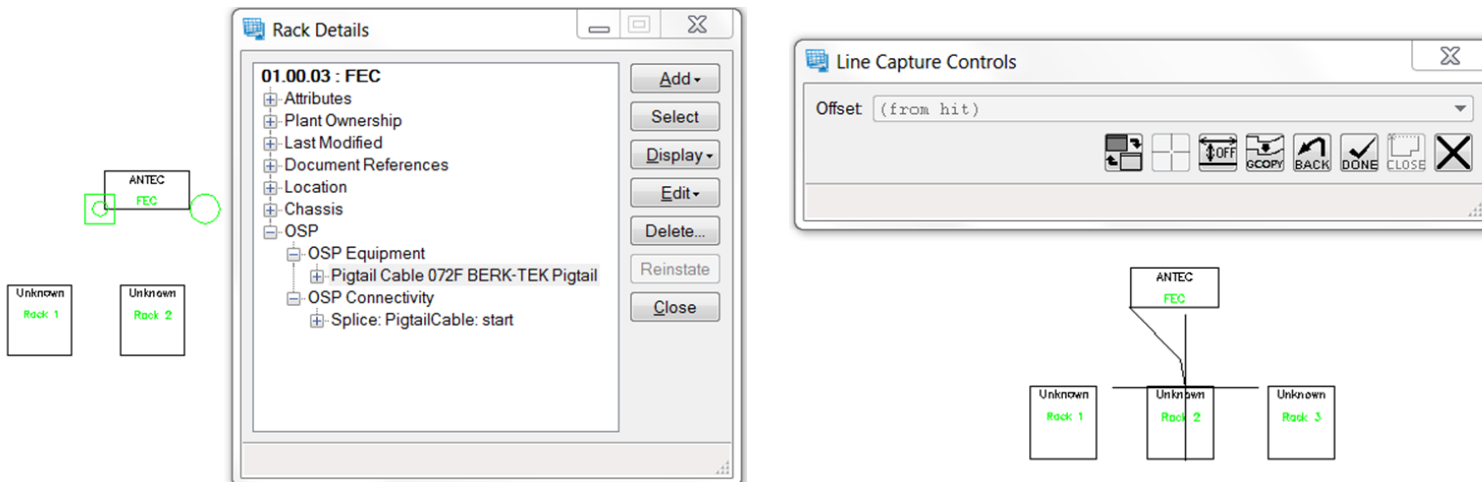 Rack Details
01.00.03 : FEC
Attributes
Plant Ownership
Last Modified
Document References
Location
Chassis
OSP
OSP Equipment
Pigtail Cable 072F BERK-TEK Pigtail
OSP Connectivity
Splice: PigtailCable: start
Add
Select
Display
Edit
Delete...
Reinstate
Close
ANTEC
FEC
Unknown
Rack 1
Unknown
Rack 2
Line Capture Controls
Offset (from hit)
OFF
GCOPY
BACK
DONE
CLOSE
ANTEC
FEC
Unknown
Rack 1
Unknown
Rack 2
Unknown
Rack 3